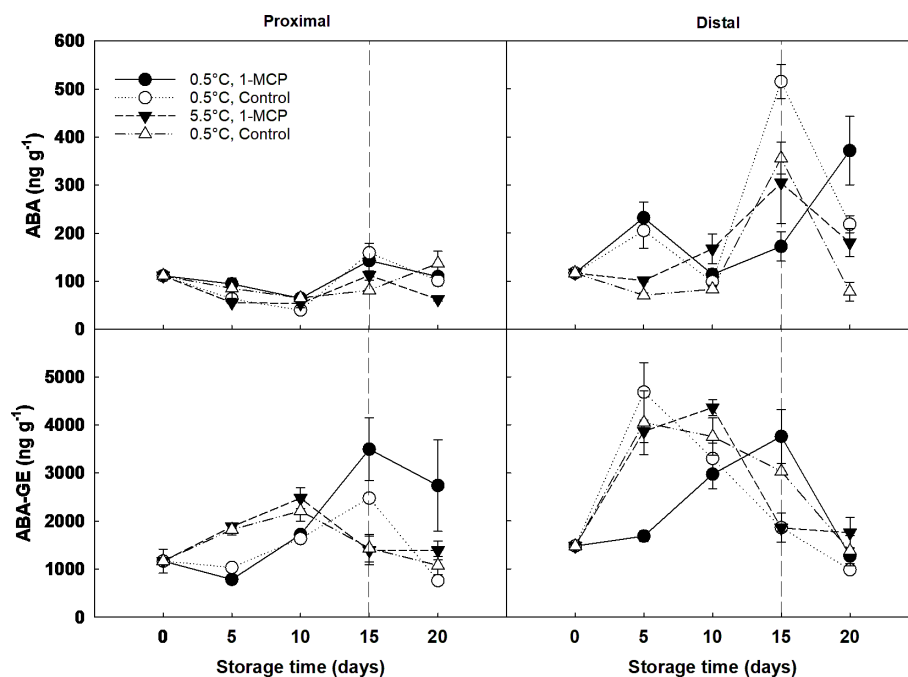 Proximal
Distal
600
500
400
300
200
100
0
ABA (ng g-1)
0.5°C, 1-MCP
0.5°C, Control
5.5°C, 1-MCP
0.5°C, Control
5000
4000
3000
2000
1000
0
ABA-GE (ng g-1)
0 5 10 15 20
0 5 10 15 20
Storage time (days)
Storage time (days)